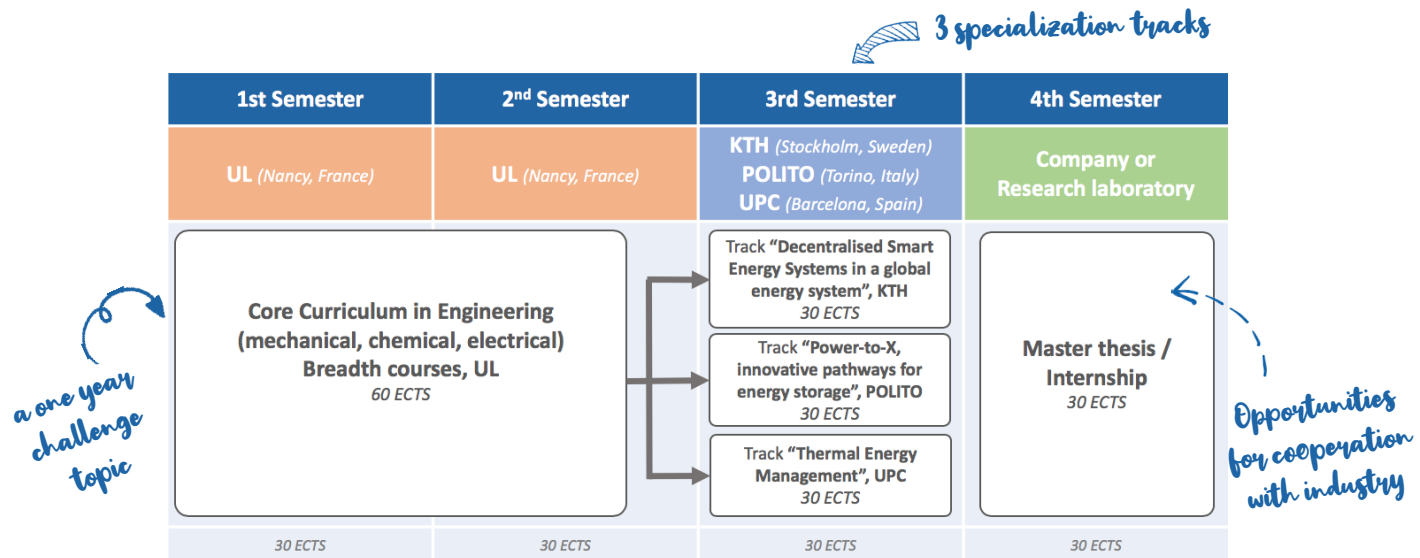 3 specialization tracks
1st Semester
2nd Semester
3rd Semester
4th Semester
UL (Nancy, France)
UL (Nancy, France)
KTH (Stockholm, Sweden)
POLITO (Torino, Italy)
UPC (Barcelona, Spain)
Company or
Research laboratory
a one year
challenge
topic
Core Curriculum in Engineering
(mechanical, chemical, electrical)
Breadth courses, UL
60 ECTS
Track “Decentralised Smart
Energy Systems in a global
energy system”, KTH
30 ECTS
Track “Power-to-X,
innovative pathways for
energy storage”, POLITO
30 ECTS
Track “Thermal Energy
Management”, UPC
30 ECTS
Master thesis /
Internship
30 ECTS
Opportunities
for cooperation
with industry
30 ECTS
30 ECTS
30 ECTS
30 ECTS